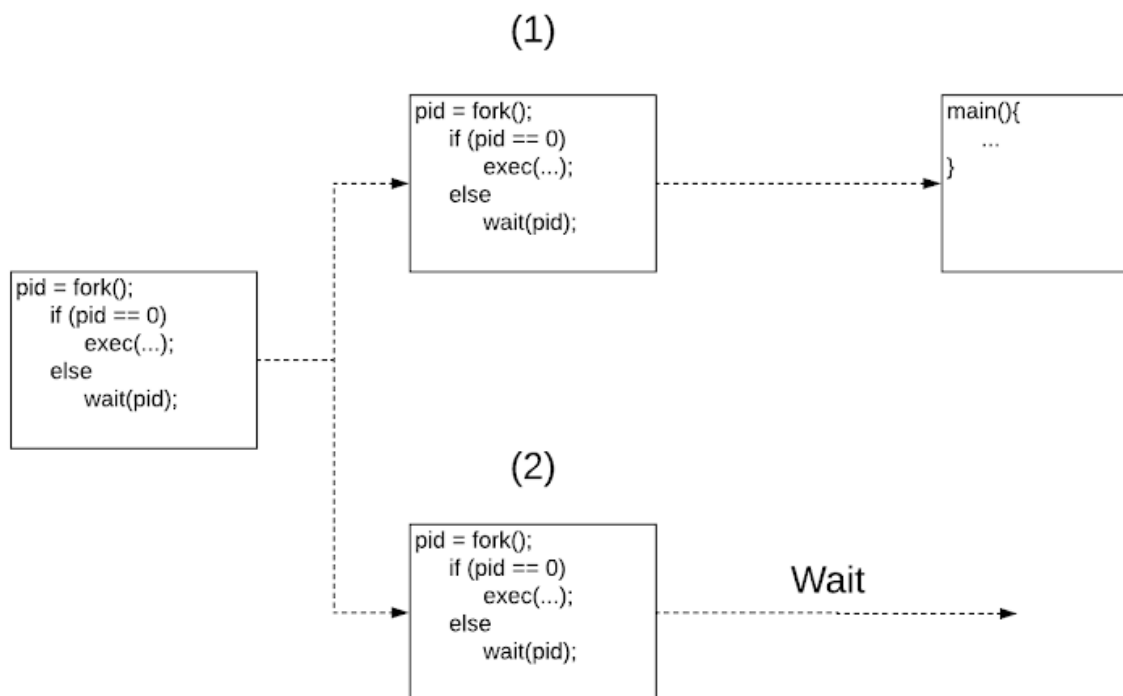 (1)
pid = fork();
if (pid == 0)
exec(...);
else
wait(pid);
main(){
...
}
pid = fork();
if (pid == 0)
exec(...);
else
wait(pid);
(2)
pid = fork();
if (pid == 0)
exec(...);
else
wait(pid);
Wait